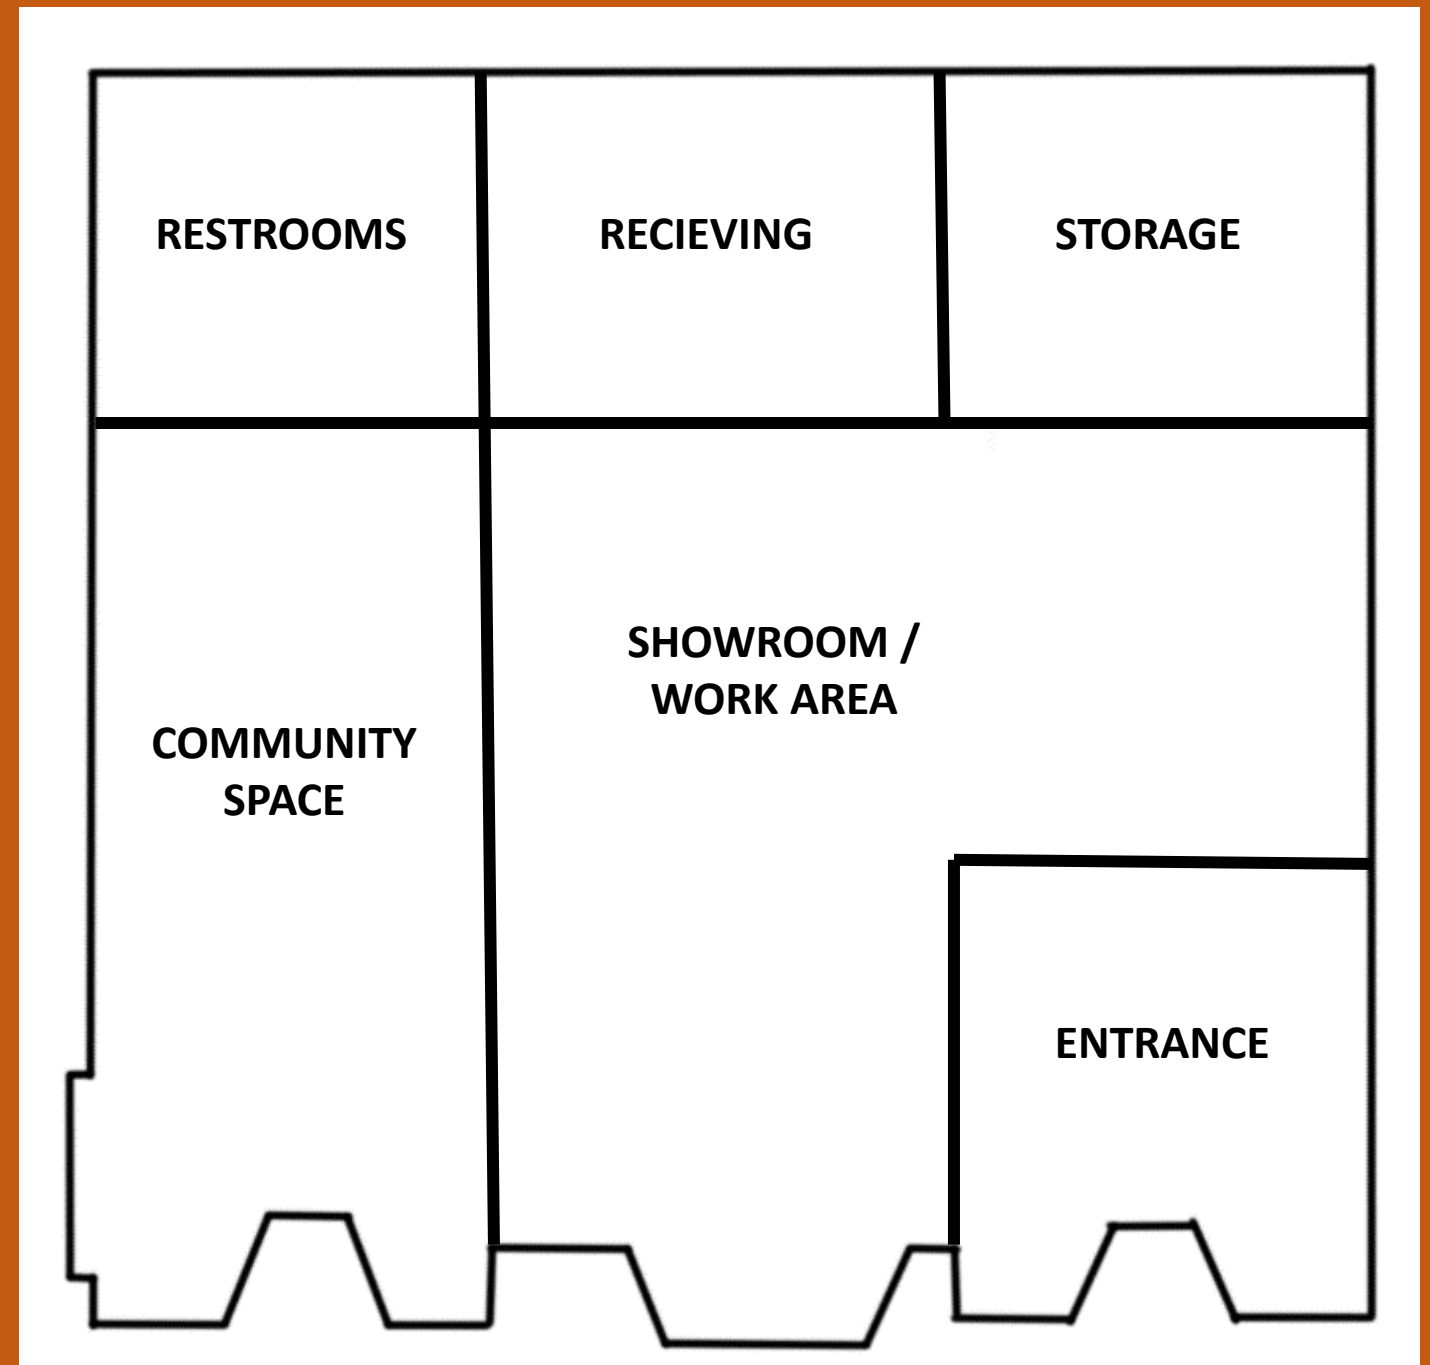 RESTROOMS
RECIEVING
STORAGE
SHOWROOM /
WORK AREA
COMMUNITY
SPACE
ENTRANCE